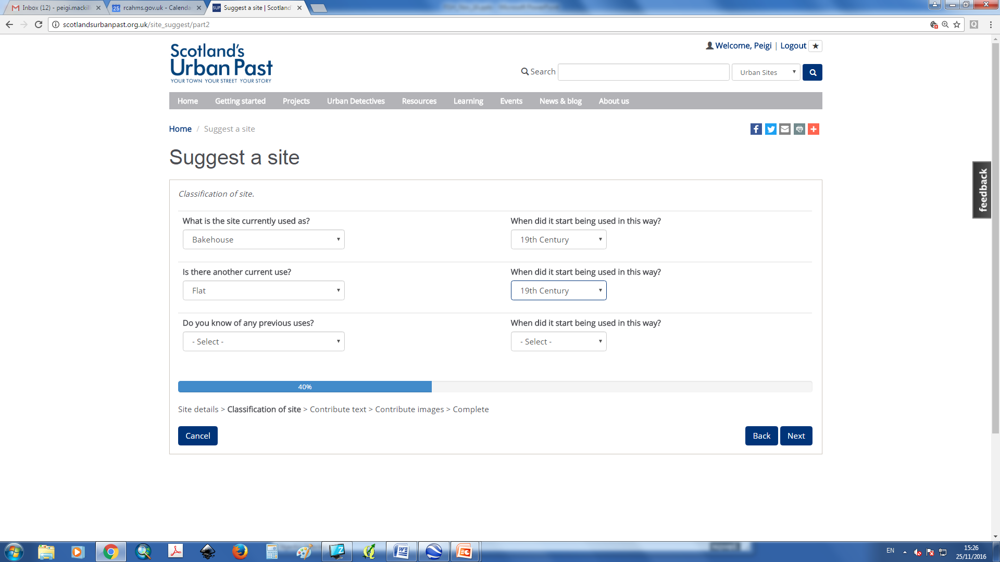 Inbox (12) - peigi.mackill
25 rcahms.gov.uk - Calenda
SUP Suggest a site | Scotland'
scotlandsurbanpast.org.uk/site_suggest/part2
Q
Welcome, Peigi | Logout
Scotland's
Urban Past
YOUR TOWN YOUR STREET YOUR STORY
Search Urban Sites
Home Getting started Projects Urban Detectives Resources Learning Events News & blog About us
Home / Suggest a site
Suggest a site
feedback
Classification of site.
What is the site currently used as? When did it start being used in this way?
Bakehouse 19th Century
Is there another current use? When did it start being used in this way?
Flat 19th Century
Do you know of any previous uses? When did it start being used in this way?
- Select - - Select -
40%
Site details > Classification of site > Contribute text > Contribute images > Complete
Cancel Back Next
EN 15:26
25/11/2016